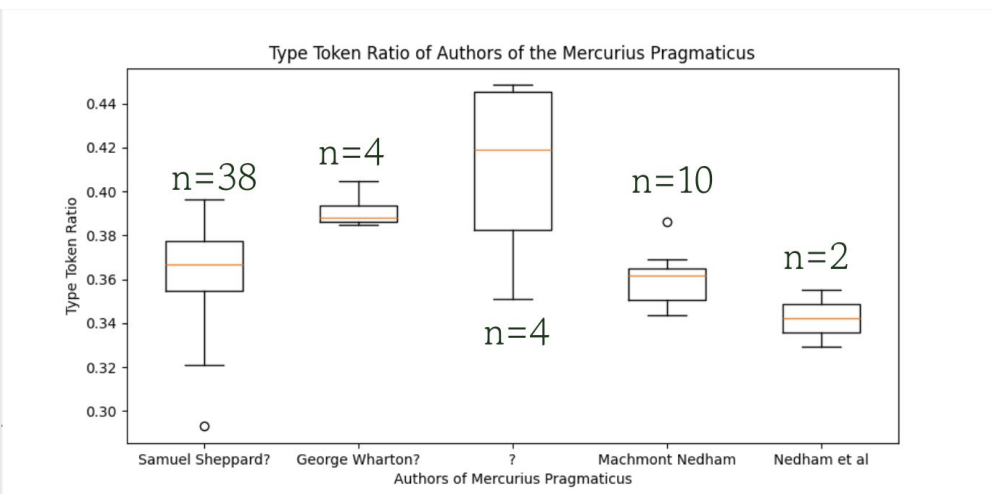 Type Token Ratio of Authors of the Mercurius Pragmaticus
Type Token Ratio
0.44
0.42
0.40
0.38
0.36
0.34
0.32
0.30
n=38
n=4
n=4
n=10
n=2
Samuel Sheppard?
George Wharton?
?
Machmont Nedham
Nedham et al
Authors of Mercurius Pragmaticus